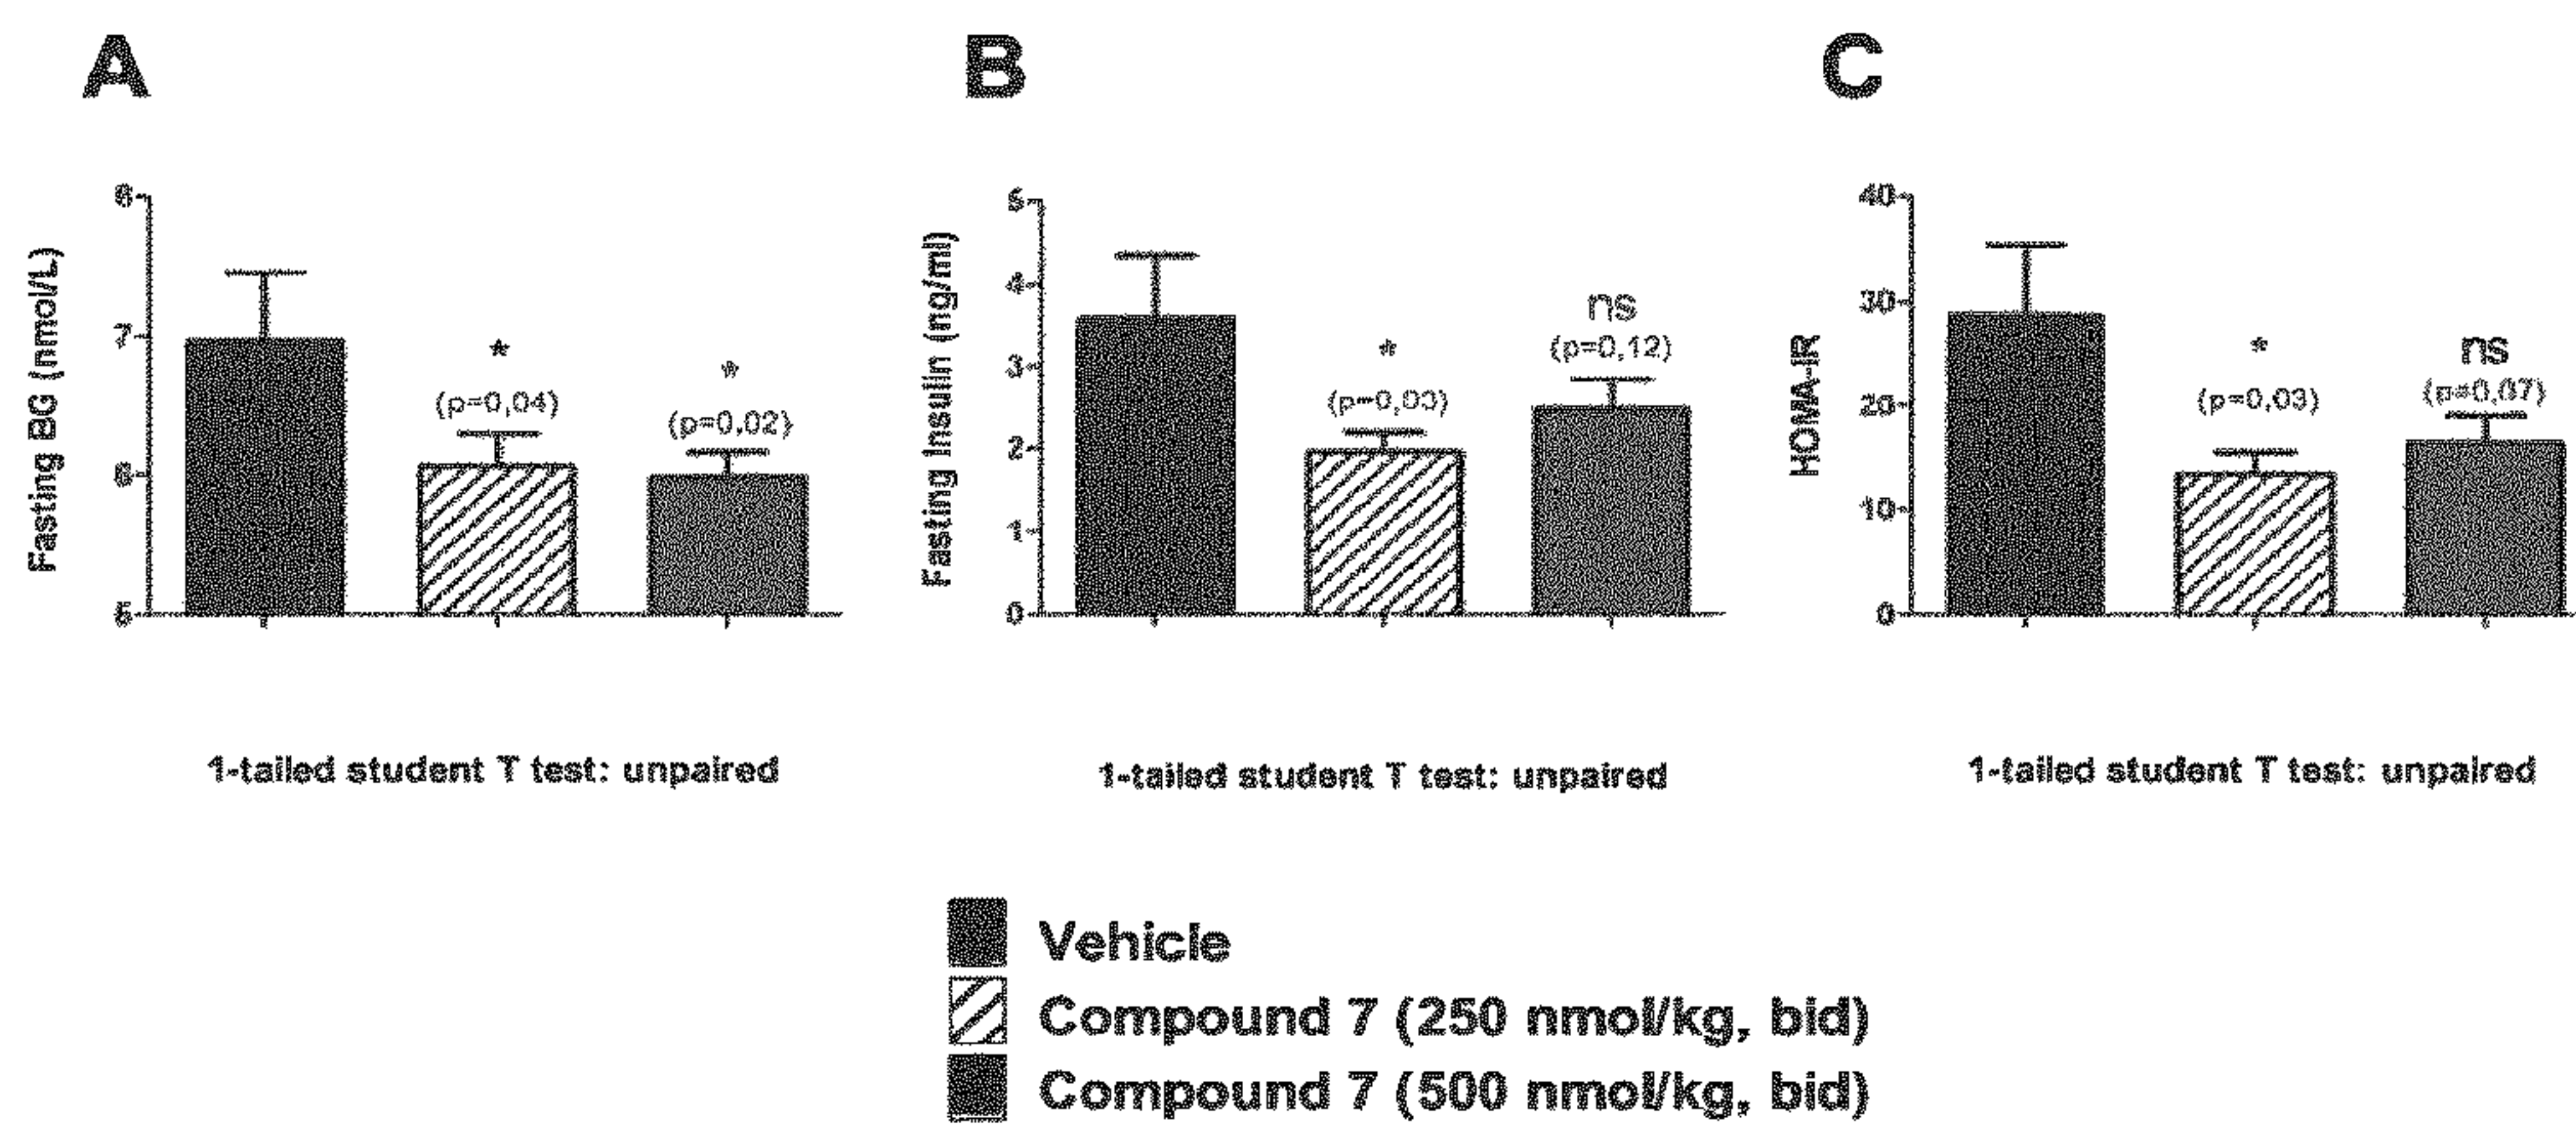 A
B
C
Fasting BG (nmol/L)
8
7
6
5
*
(p=0,04)
*
(p=0,02)
1-tailed student T test: unpaired
Fasting Insulin (ng/ml)
5
4
3
2
1
0
*
ns
(p=0,12)
1-tailed student T test: unpaired
HOMA-IR
40
30
20
10
0
*
(p=0,03)
ns
(p=0,07)
1-tailed student T test: unpaired
Vehicle
Compound 7 (250 nmol/kg, bid)
Compound 7 (500 nmol/kg, bid)